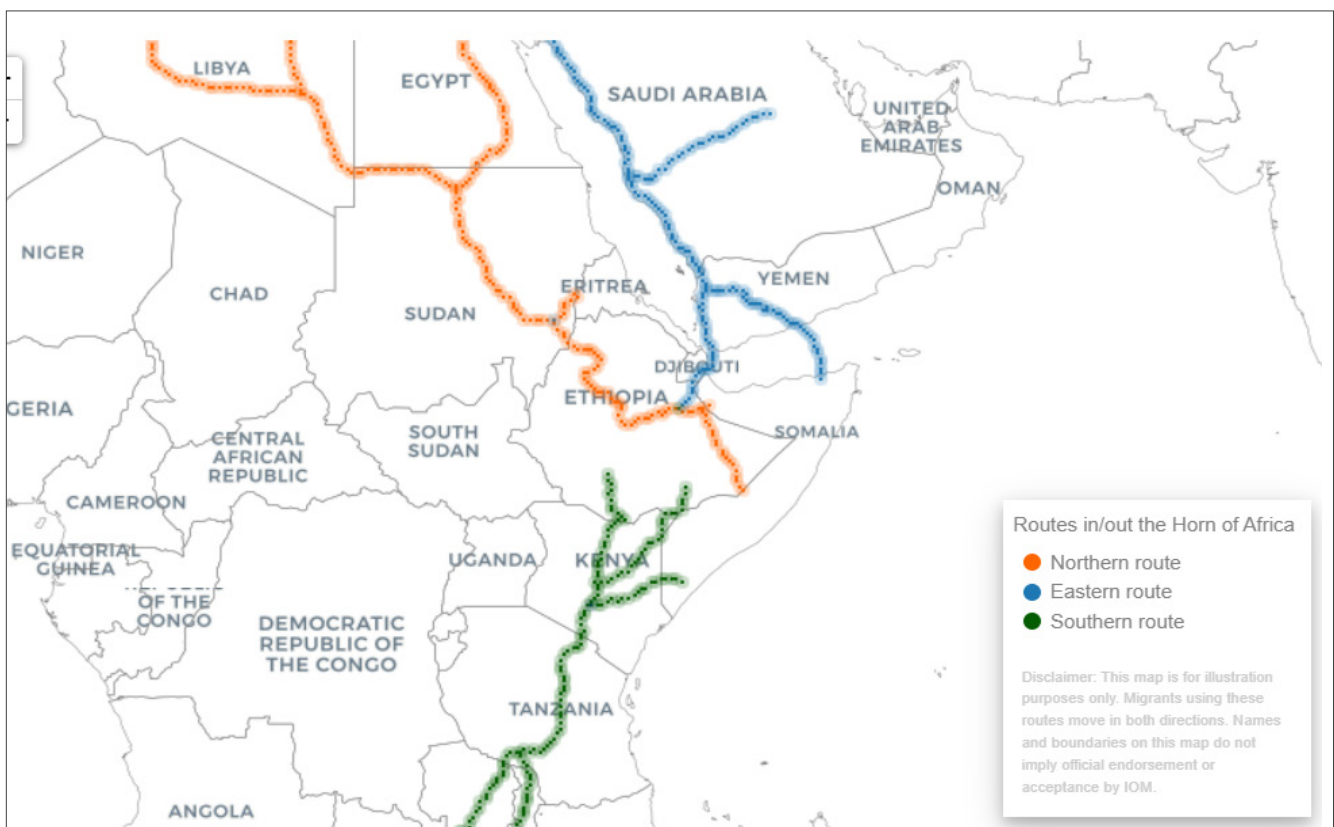 LIBYA
EGYPT
SAUDI ARABIA
UNITED
ARAB
EMIRATES
OMAN
NIGER
CHAD
SUDAN
ERITREA
YEMEN
DJIBOUTI
ETHIOPIA
SOMALIA
GERIA
CENTRAL
AFRICAN
REPUBLIC
SOUTH
SUDAN
CAMEROON
EQUATORIAL
GUINEA
UGANDA
KENYA
OF THE
CONGO
DEMOCRATIC
REPUBLIC OF
THE CONGO
TANZANIA
ANGOLA
Routes in/out the Horn of Africa
Northern route
Eastern route
Southern route
Disclaimer: This map is for illustration
purposes only. Migrants using these
routes move in both directions. Names
and boundaries on this map do not
imply official endorsement or
acceptance by IOM.